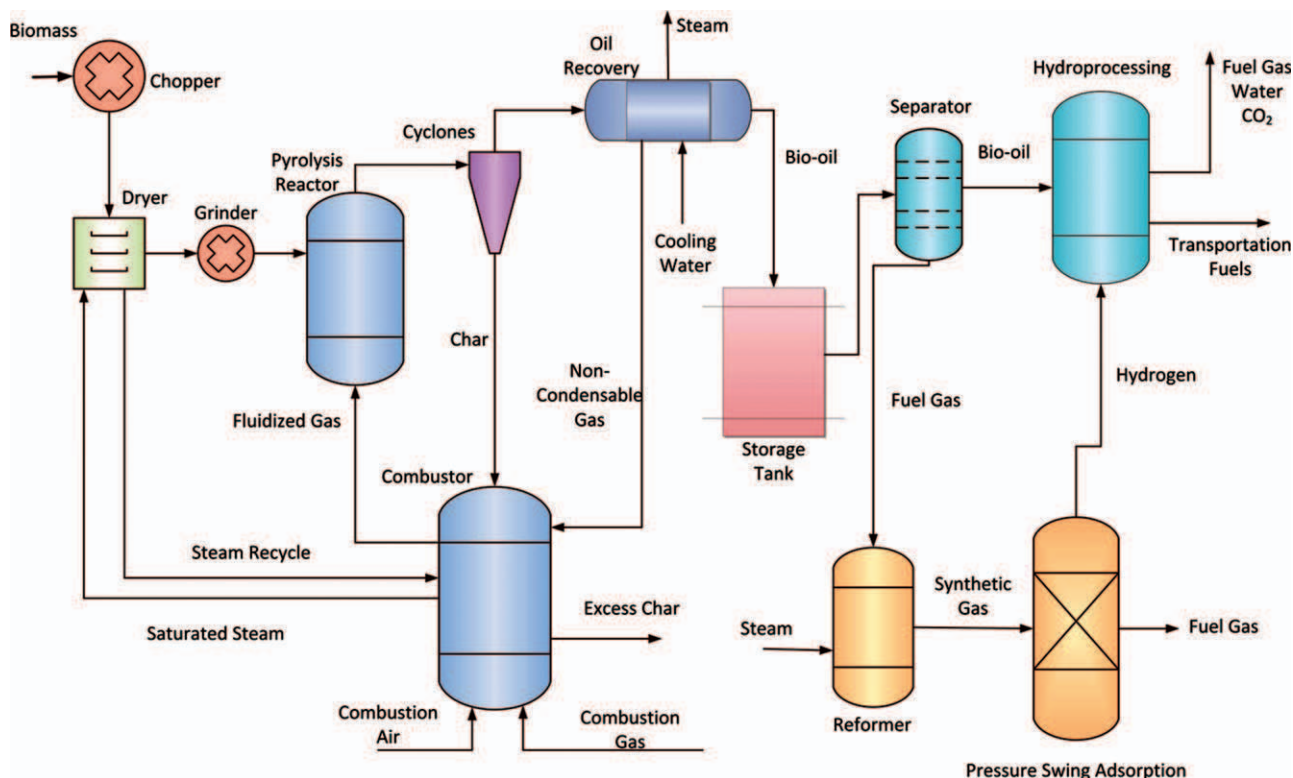 Biomass
Chopper
Dryer
Grinder
Pyrolysis
Reactor
Cyclones
Oil
Recovery
Steam
Cooling
Water
Bio-oil
Separator
Bio-oil
Hydroprocessing
Fuel Gas
Water
CO₂
Transportation
Fuels
Char
Non-
Condensable
Gas
Fluidized Gas
Combustor
Storage
Tank
Fuel Gas
Hydrogen
Steam Recycle
Saturated Steam
Excess Char
Combustion
Air
Combustion
Gas
Steam
Reformer
Synthetic
Gas
Fuel Gas
Pressure Swing Adsorption